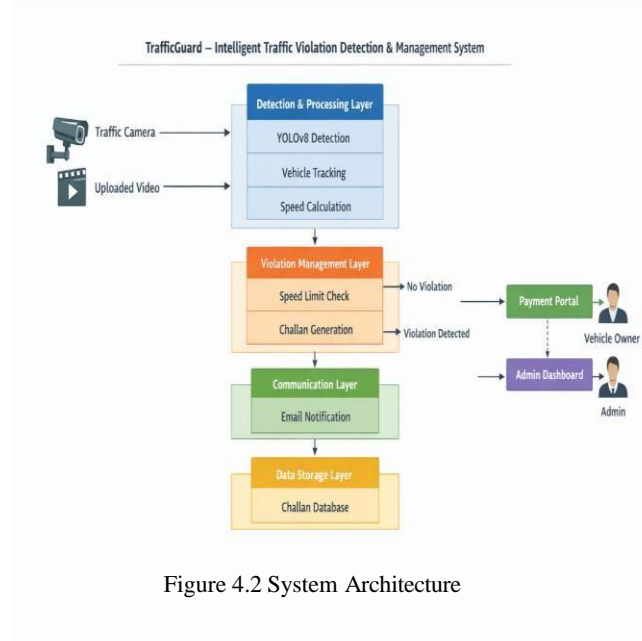 TrafficGuard – Intelligent Traffic Violation Detection & Management System
Detection & Processing Layer
Traffic Camera
YOLOv8 Detection
Vehicle Tracking
Uploaded Video
Speed Calculation
Violation Management Layer
No Violation
Speed Limit Check
Payment Portal
Challan Generation
Violation Detected
Vehicle Owner
Communication Layer
Admin Dashboard
Email Notification
Admin
Data Storage Layer
Challan Database
Figure 4.2 System Architecture